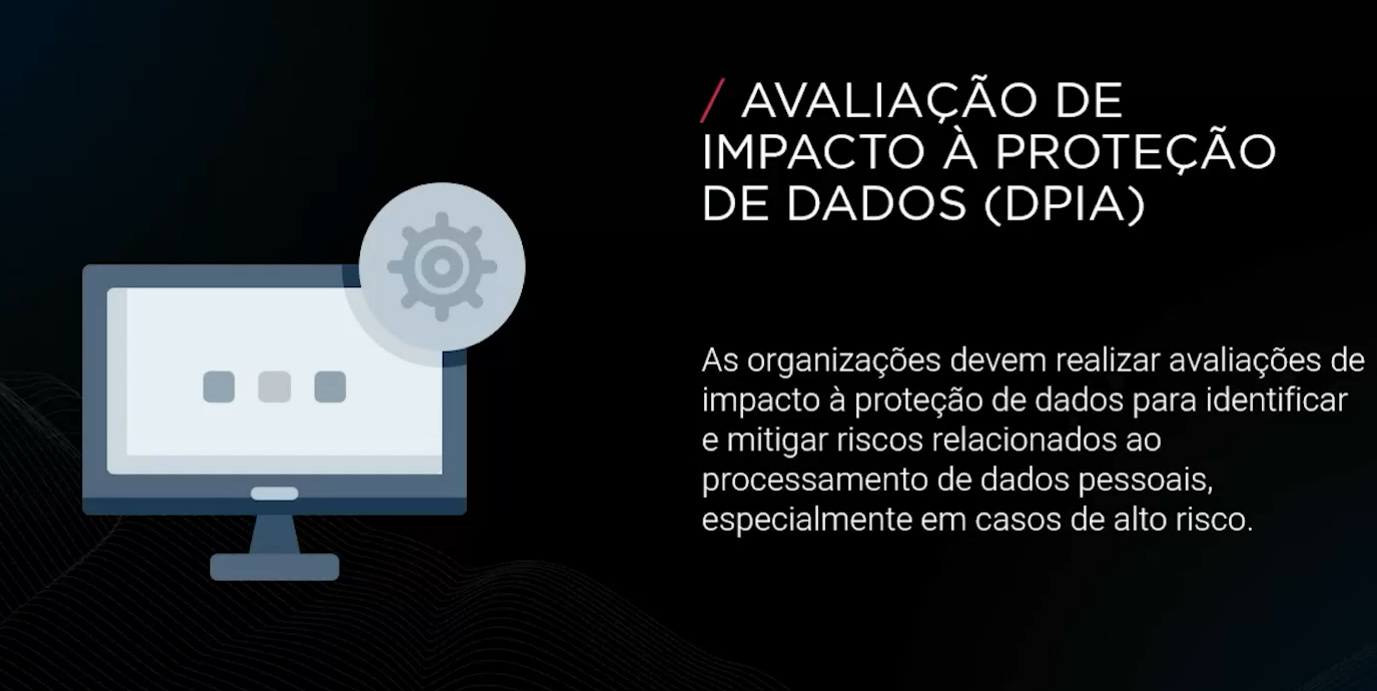 / AVALIAÇÃO DE
IMPACTO À PROTEÇÃO
DE DADOS (DPIA)
As organizações devem realizar avaliações de
impacto à proteção de dados para identificar
e mitigar riscos relacionados ao
processamento de dados pessoais,
especialmente em casos de alto risco.